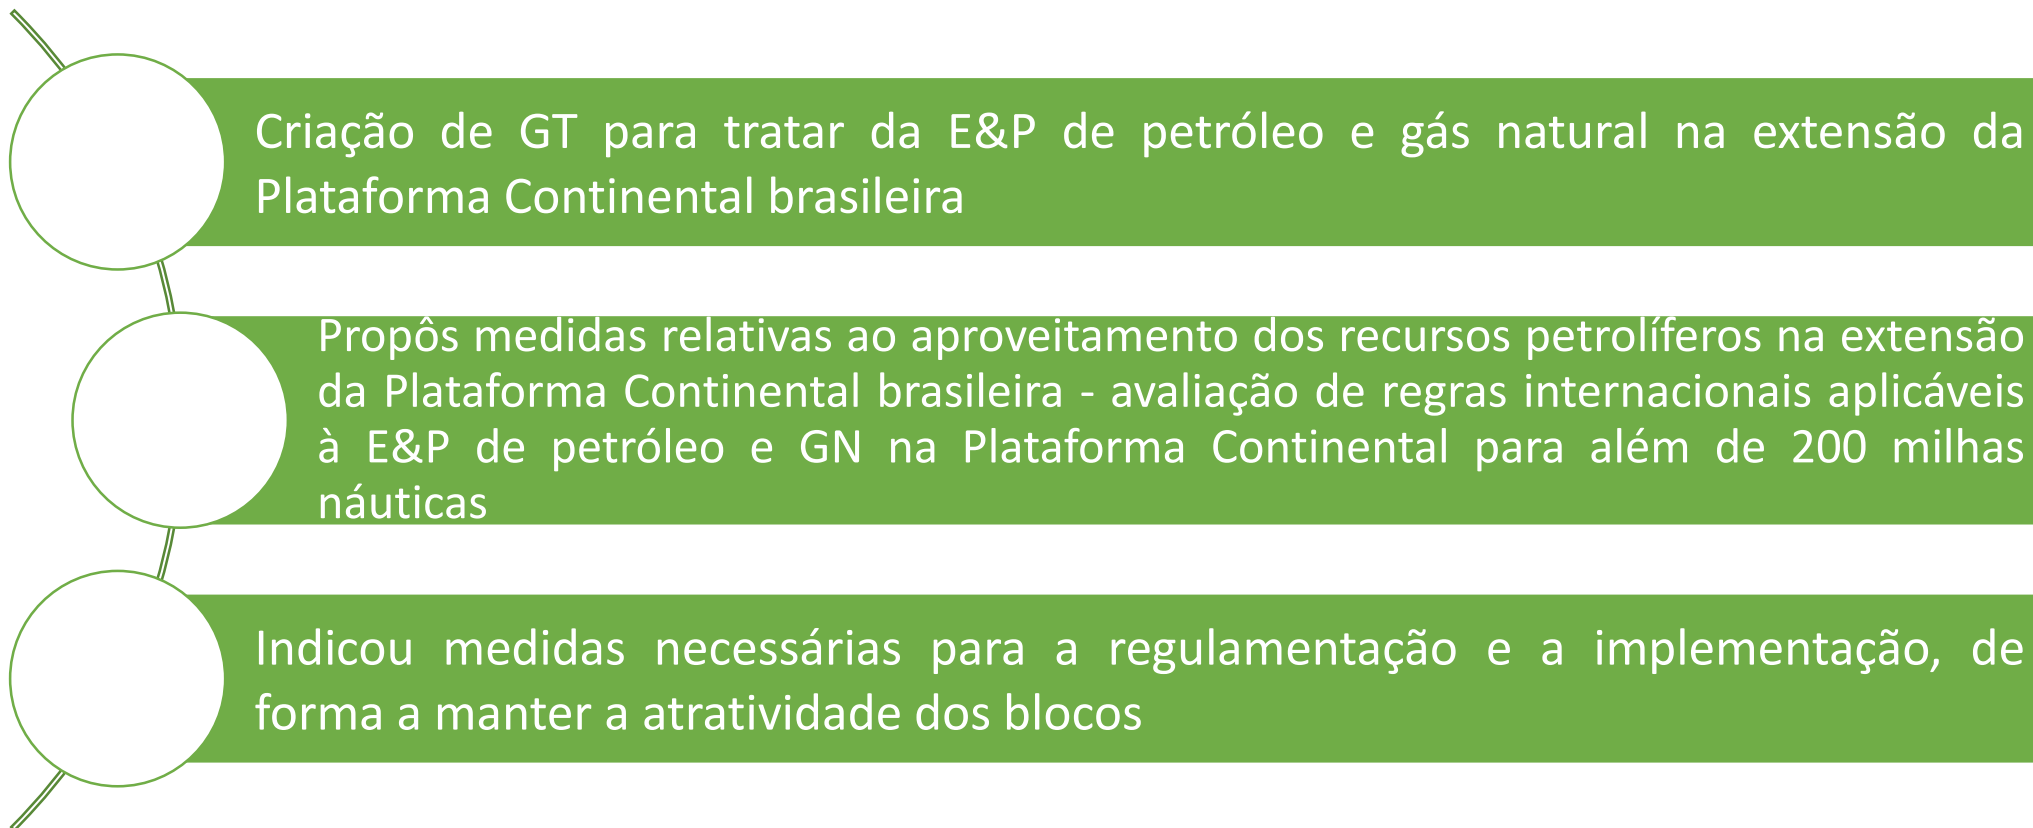 Criação de GT para tratar da E&P de petróleo e gás natural na extensão da
Plataforma Continental brasileira
Propôs medidas relativas ao aproveitamento dos recursos petrolíferos na extensão
da Plataforma Continental brasileira - avaliação de regras internacionais aplicáveis
à E&P de petróleo e GN na Plataforma Continental para além de 200 milhas
náuticas
Indicou medidas necessárias para a regulamentação e a implementação, de
forma a manter a atratividade dos blocos